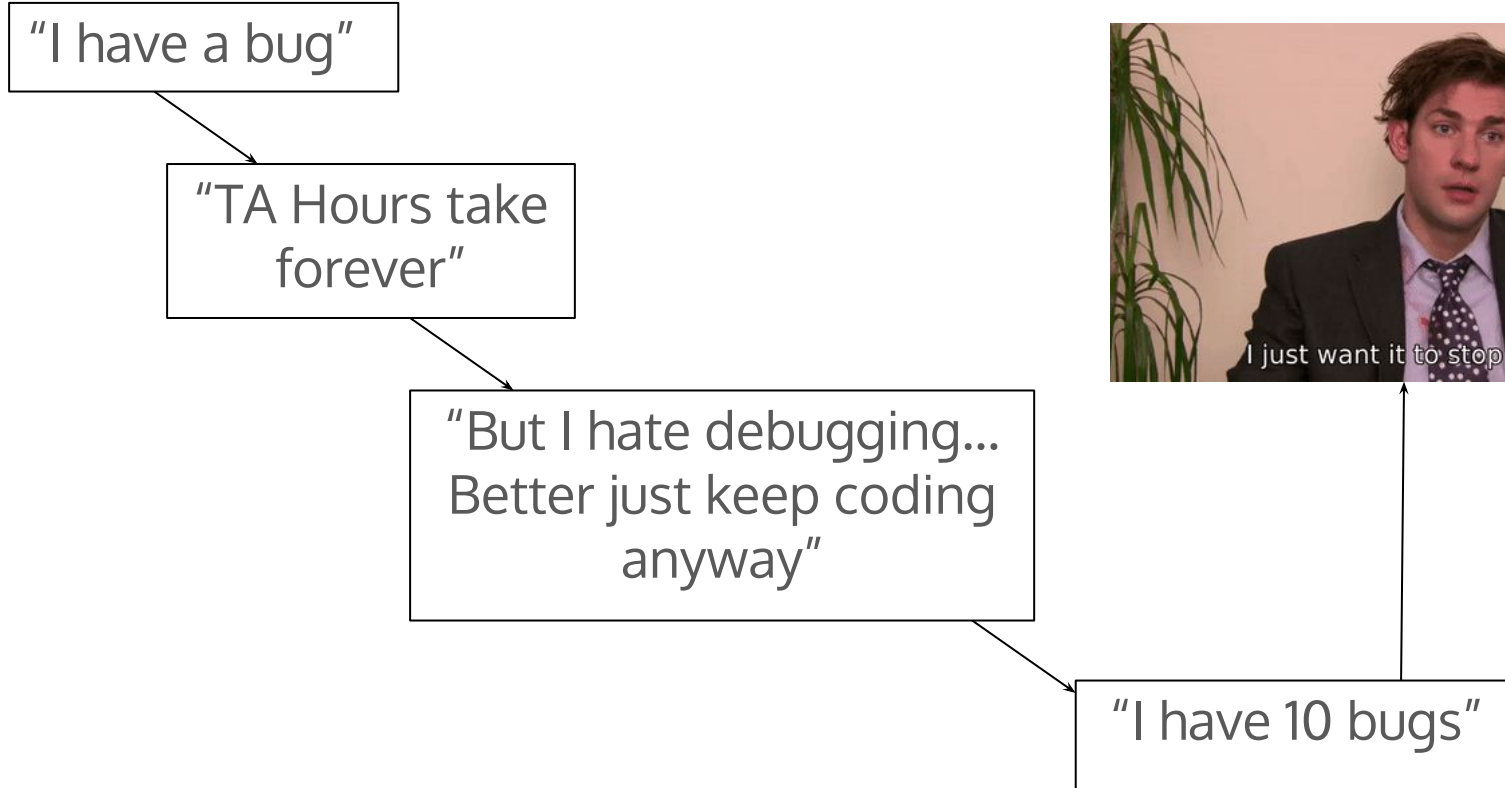 “I have a bug”
“TA Hours take
forever”
“But I hate debugging...
Better just keep coding
anyway”
“I have 10 bugs”
I just want it to stop